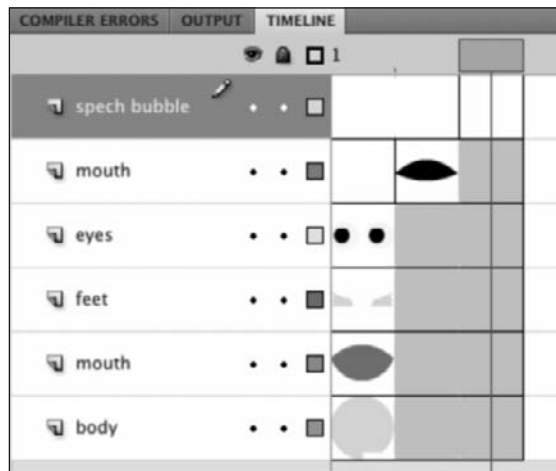 COMPILER ERRORS OUTPUT TIMELINE
1
spech bubble
mouth
eyes
feet
mouth
body